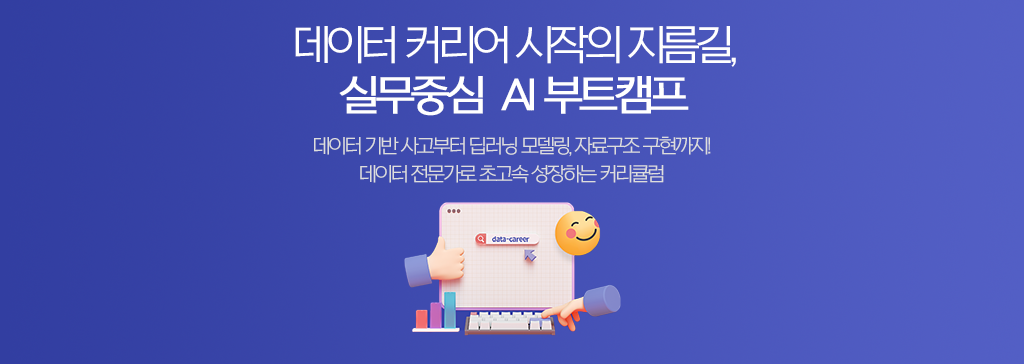 데이터 커리어 시작의 지름길,
실무중심 AI 부트캠프
데이터 기반 사고부터 딥러닝 모델링, 자료구조 구현까지!
데이터 전문가로 초고속 성장하는 커리큘럼
data-career